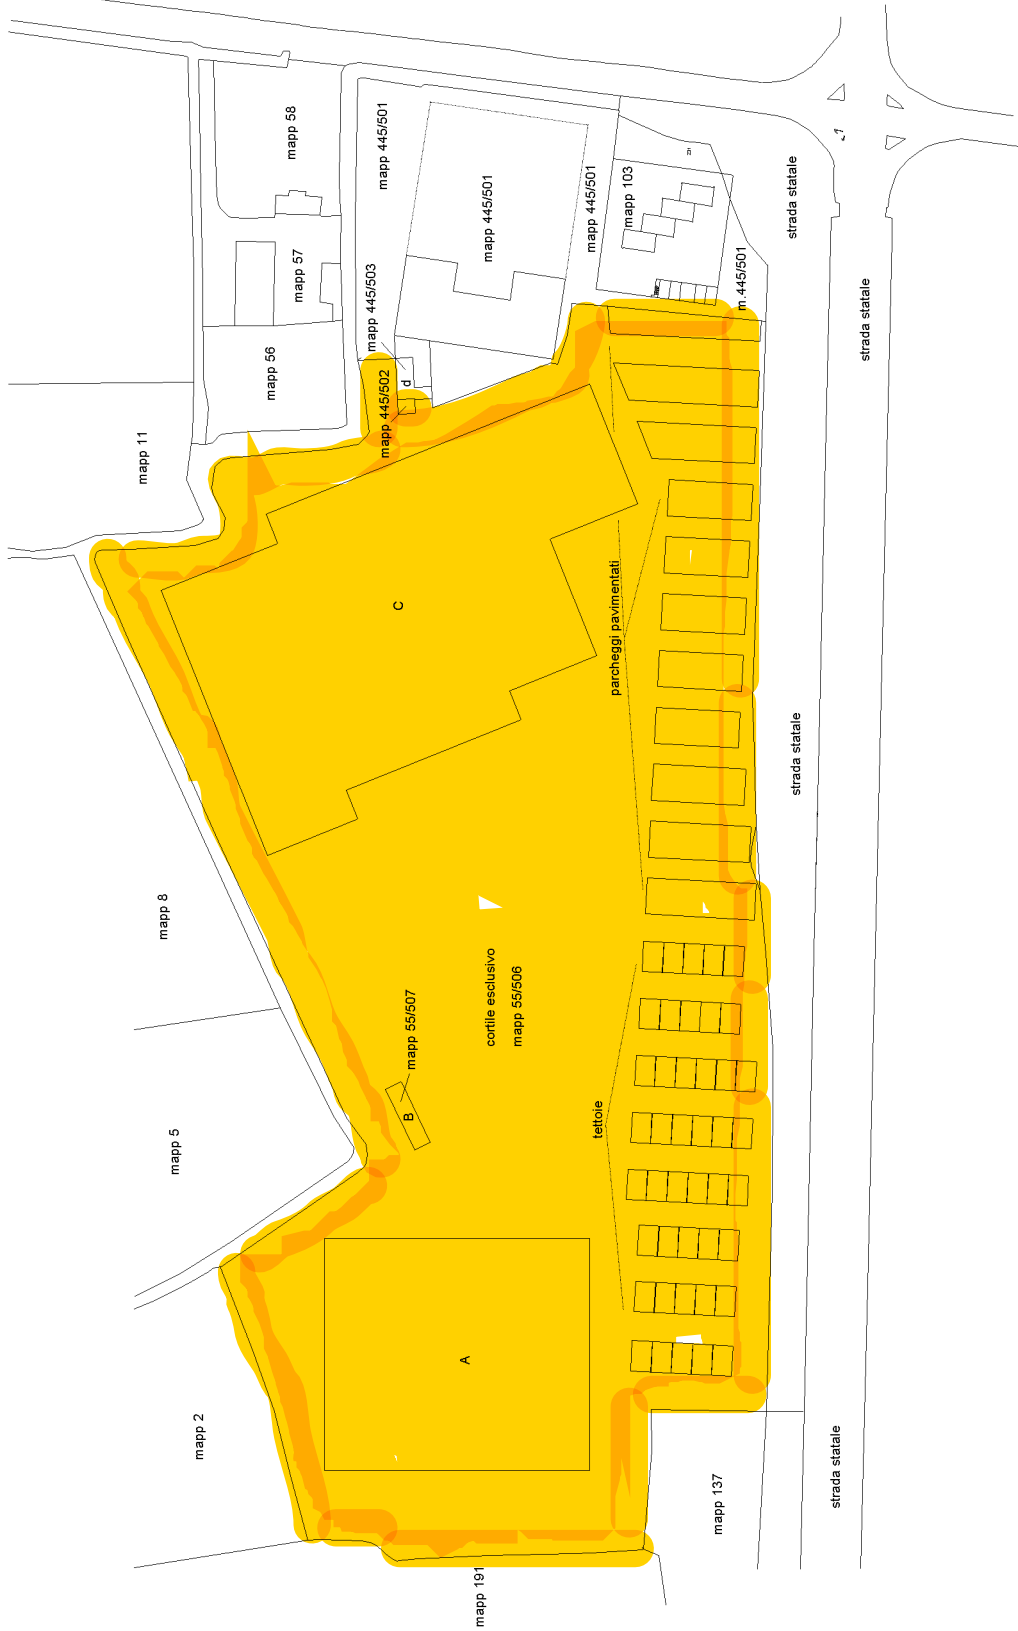 mapp 58
mapp 445/501
mapp 445/501
mapp 445/501
mapp 103
strada statale
mapp 57
mapp 445/503
m.445/501
strada statale
mapp 56
d
mapp 445/502
mapp 11
C
parcheggi pavimentati
strada statale
mapp 8
cortile esclusivo
mapp 55/506
mapp 55/507
B
tettoie
mapp 5
A
mapp 2
mapp 137
strada statale
mapp 191